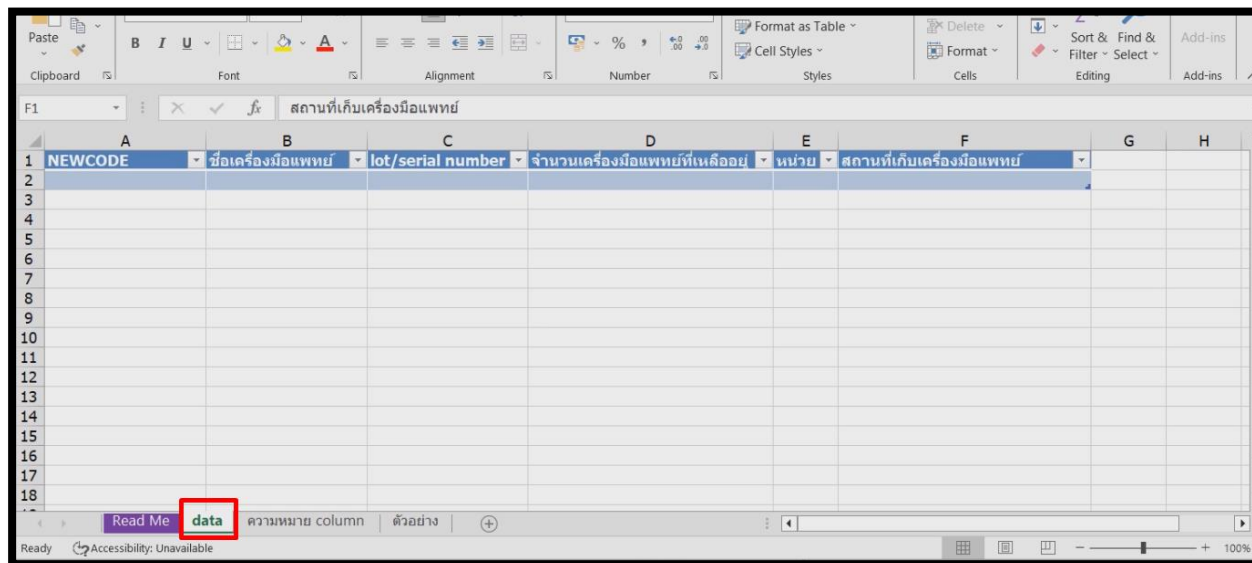 Format as Table
Delete
Paste
B I U
A
% ,
Cell Styles
Format
Sort & Find &
Filter Select
Add-ins
Clipboard Font Alignment Number Styles Cells Editing Add-ins
F1 fx สถานที่เก็บเครื่องมือแพทย์
A B C D E F G H
1 NEWCODE ชื่อเครื่องมือแพทย์ lot/serial number จำนวนเครื่องมือแพทย์ที่เหลืออยู่ หน่วย สถานที่เก็บเครื่องมือแพทย์
2
3
4
5
6
7
8
9
10
11
12
13
14
15
16
17
18
Read Me data ความหมาย column ตัวอย่าง
Ready Accessibility: Unavailable 100%